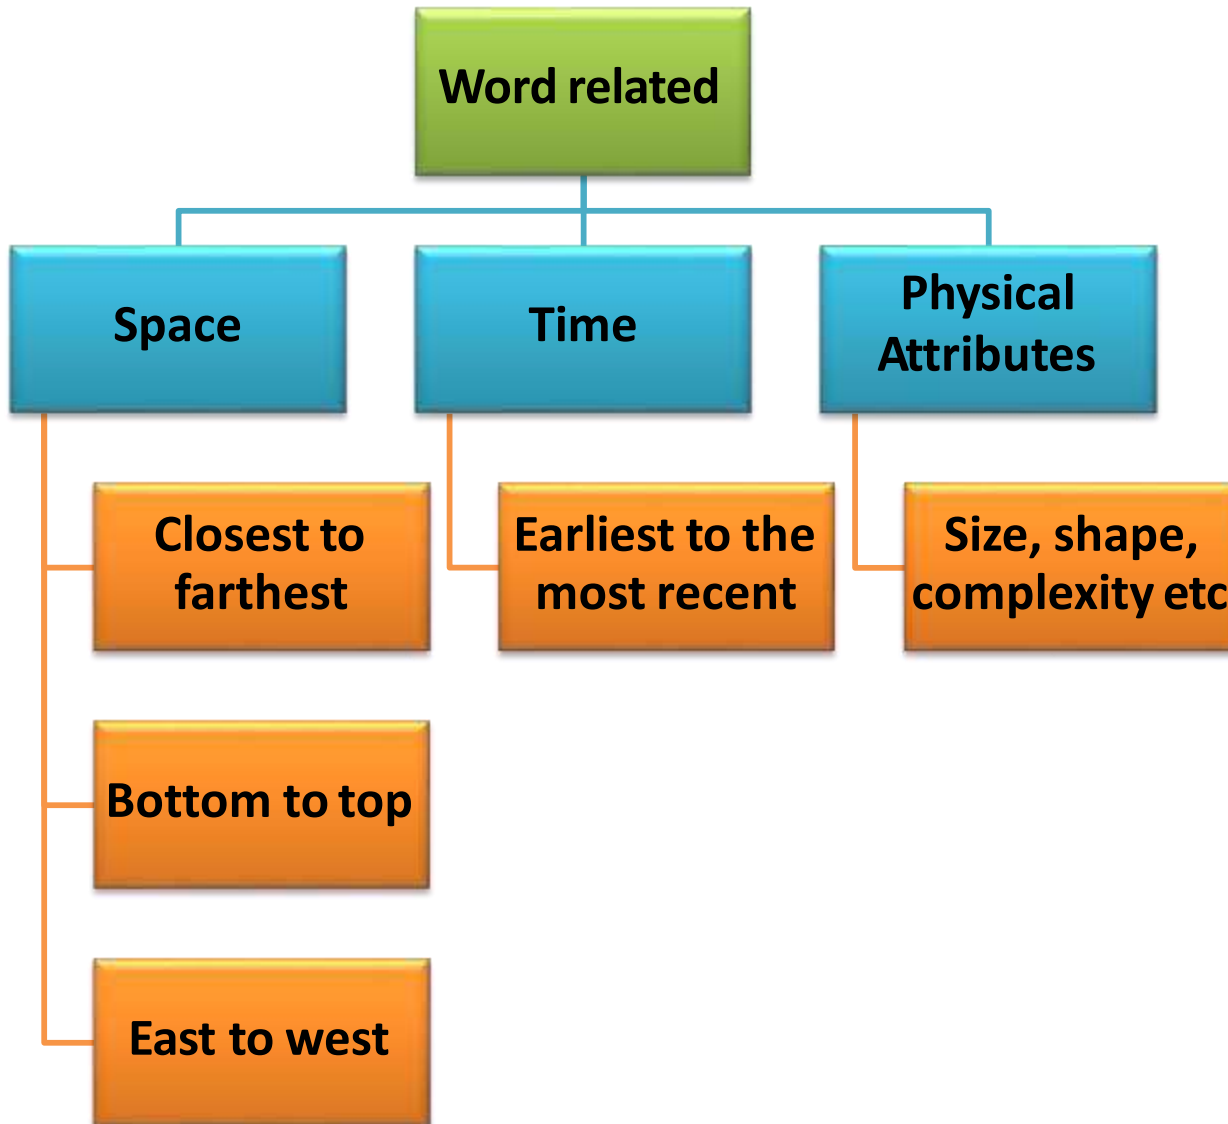 Word related
Space
Time
Physical
Attributes
Closest to
farthest
Earliest to the
most recent
Size, shape,
complexity etc
Bottom to top
East to west